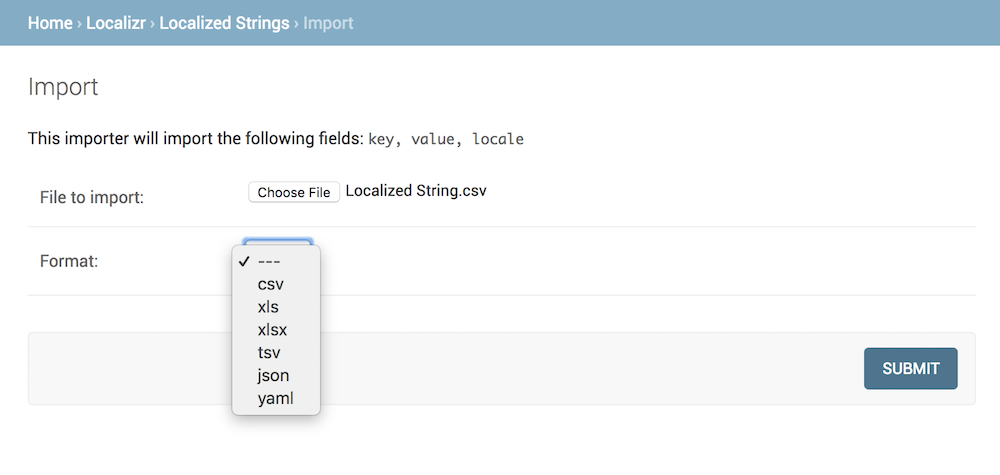 Home › Localizr › Localized Strings › Import
Import
This importer will import the following fields: key, value, locale
File to import: Choose File Localized String.csv
Format:
✓ ---
csv
xls
xlsx
tsv
json
yaml
SUBMIT